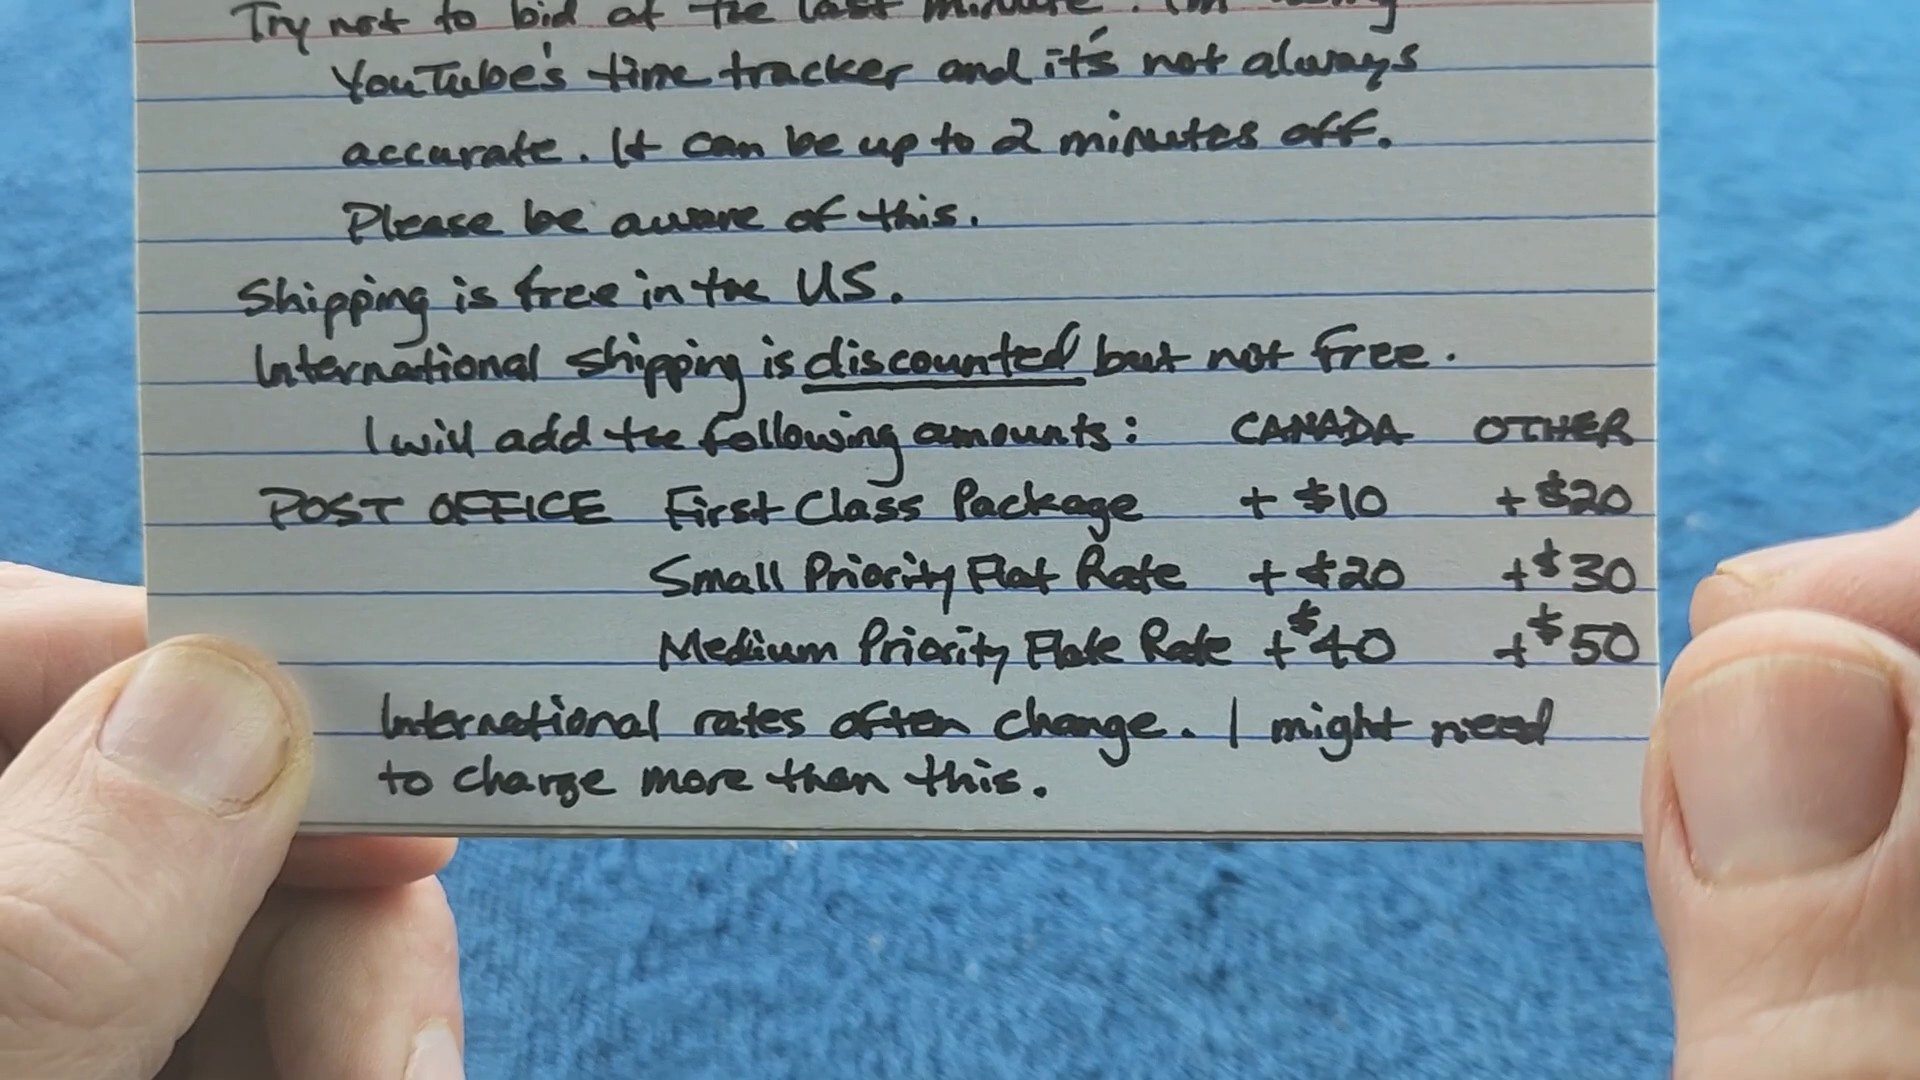 Try not to bid at the last minute. I'm using
YouTube's time tracker and it's not always
accurate. It can be up to 2 minutes off.
Please be aware of this.
Shipping is free in the US.
International shipping is discounted but not free.
I will add the following amounts: CANADA OTHER
POST OFFICE First Class Package + $10 + $20
Small Priority Flat Rate + $20 + $30
Medium Priority Flate Rate + $40 + $50
International rates often change. I might need
to charge more than this.